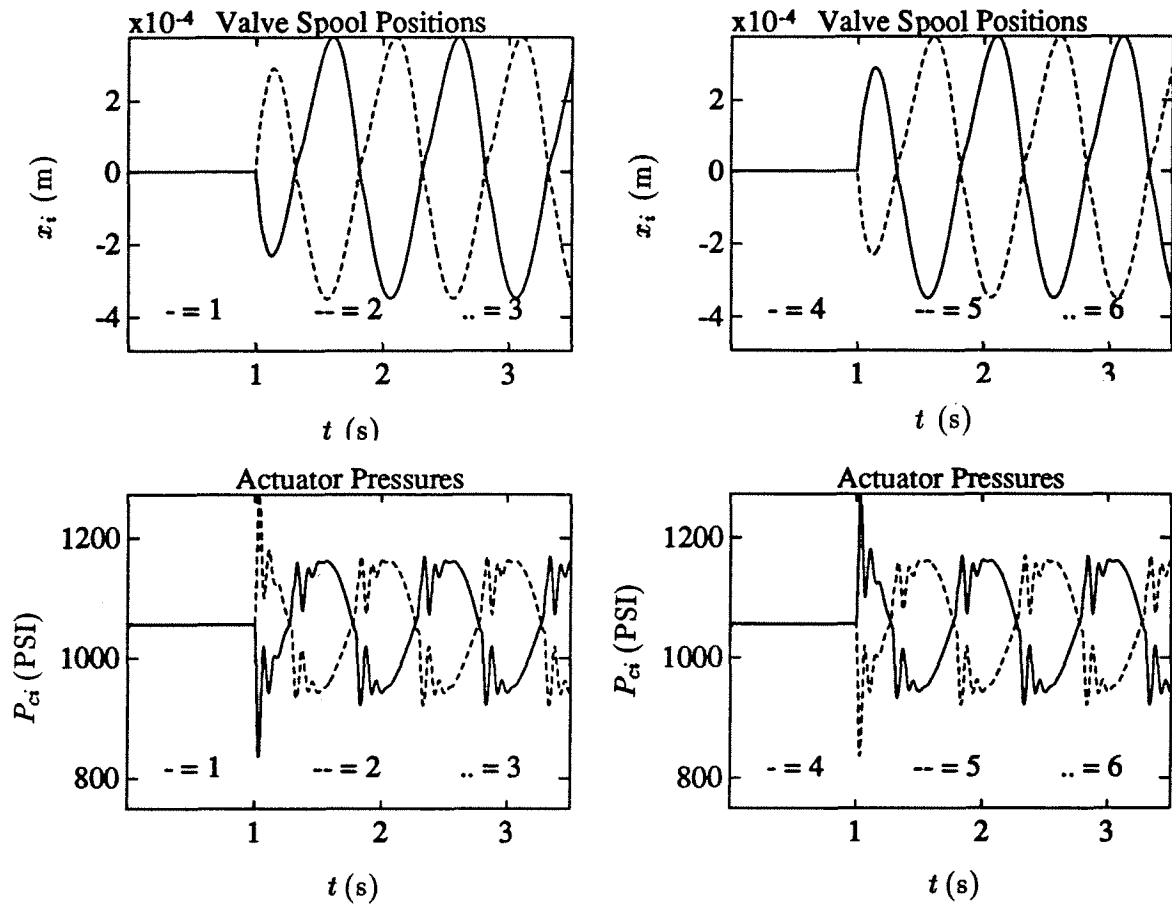 x10-4 Valve Spool Positions
2
0
-2
-4
xi (m)
- = 1 -- = 2 .. = 3
1 2 3
t (s)
Valve Spool Positions
x10-4
2
0
-2
-4
xi (m)
- = 4 -- = 5 .. = 6
1 2 3
t (s)
Actuator Pressures
1200
1000
800
Pci (PSI)
- = 1 -- = 2 .. = 3
1 2 3
t (s)
Actuator Pressures
1200
1000
800
Pci (PSI)
- = 4 -- = 5 .. = 6
1 2 3
t (s)